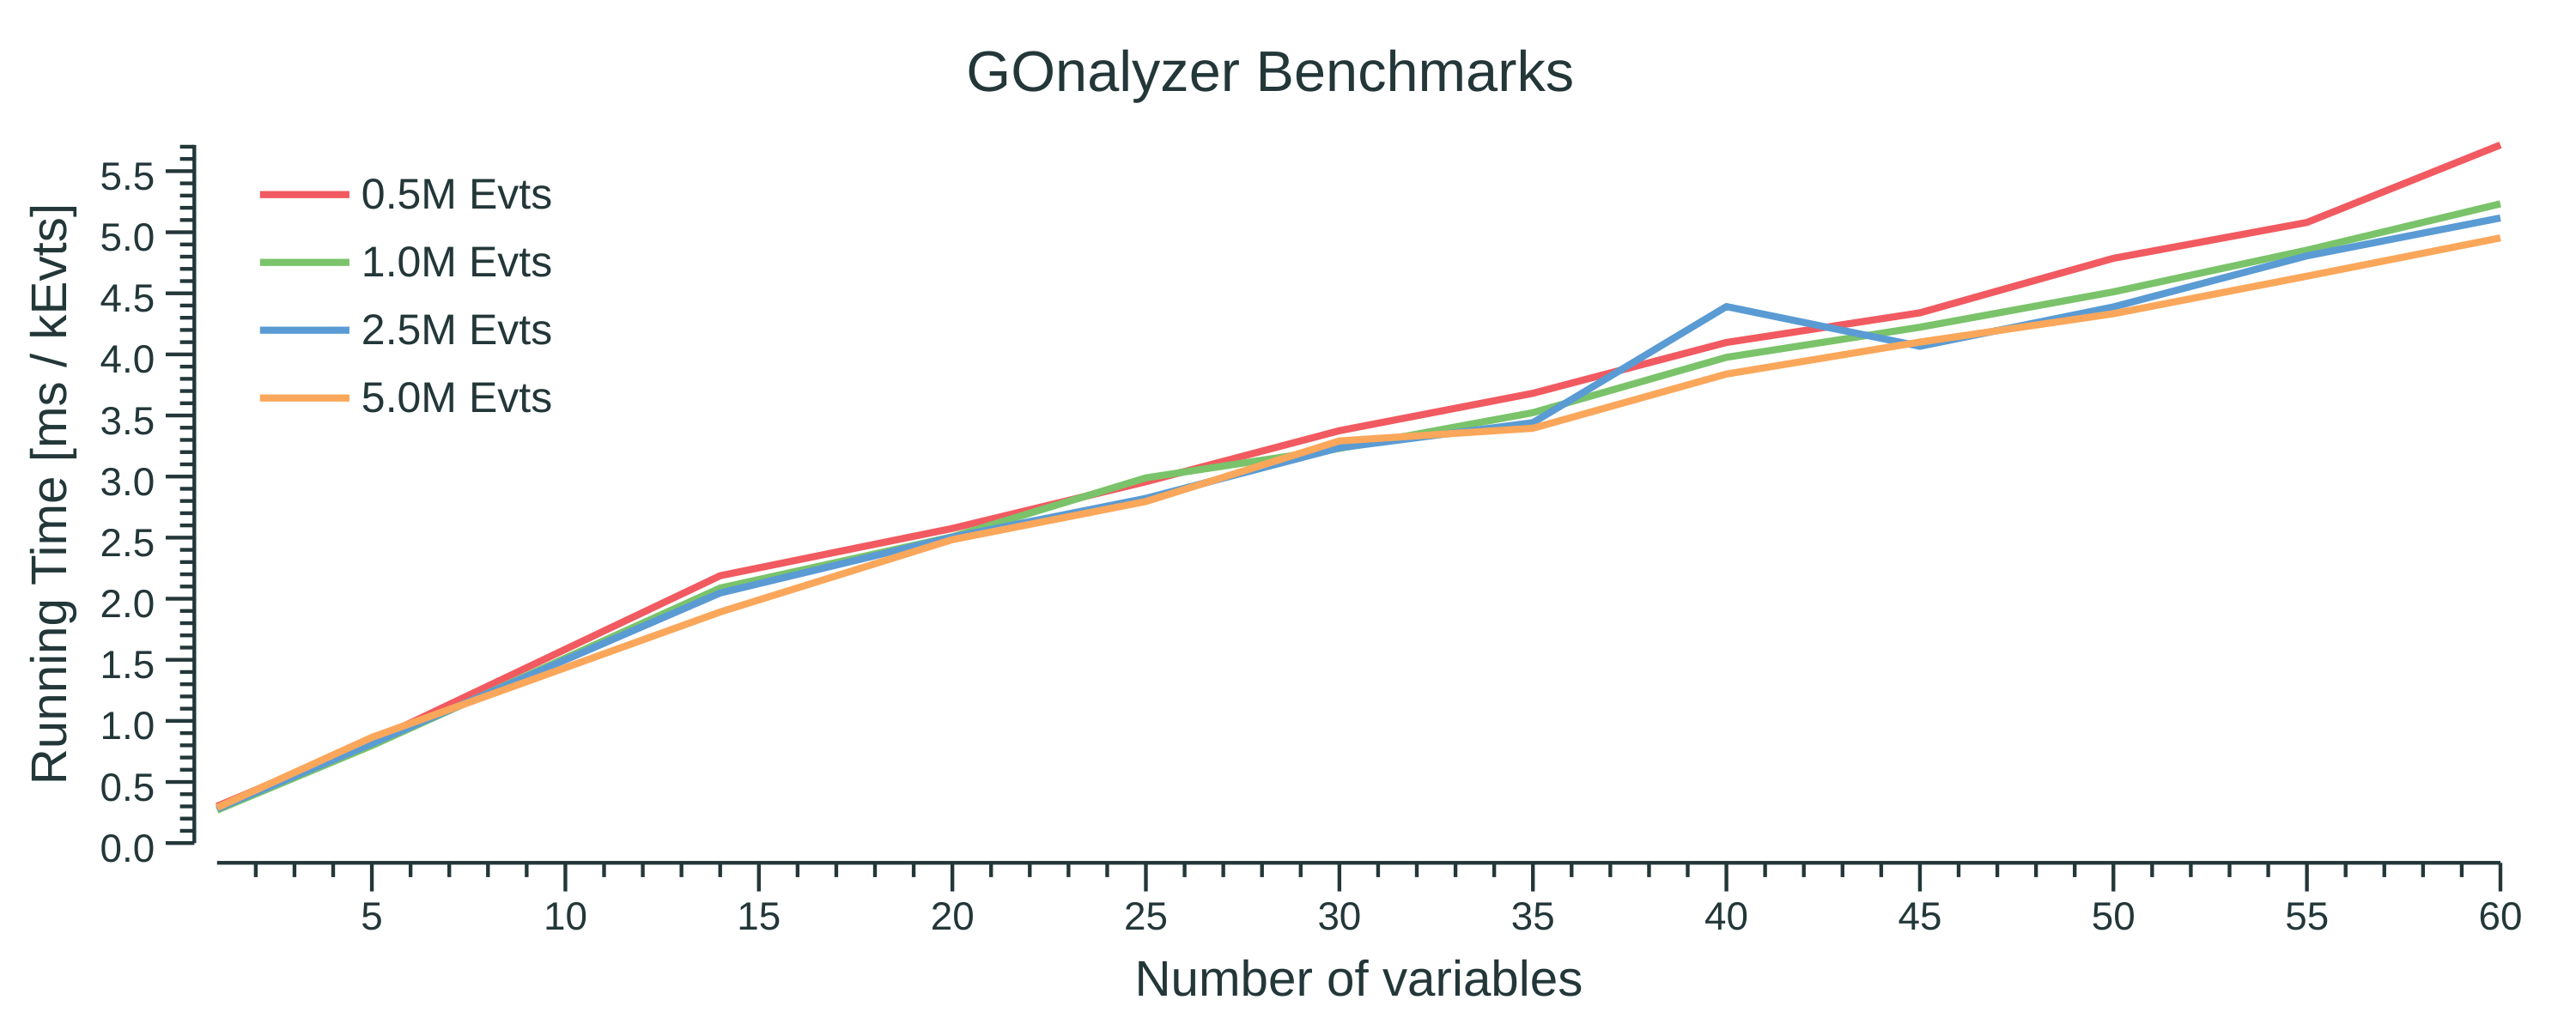 GOnalyzer Benchmarks
Running Time [ms / kEvts]
5.5
5.0
4.5
4.0
3.5
3.0
2.5
2.0
1.5
1.0
0.5
0.0
0.5M Evts
1.0M Evts
2.5M Evts
5.0M Evts
5 10 15 20 25 30 35 40 45 50 55 60
Number of variables